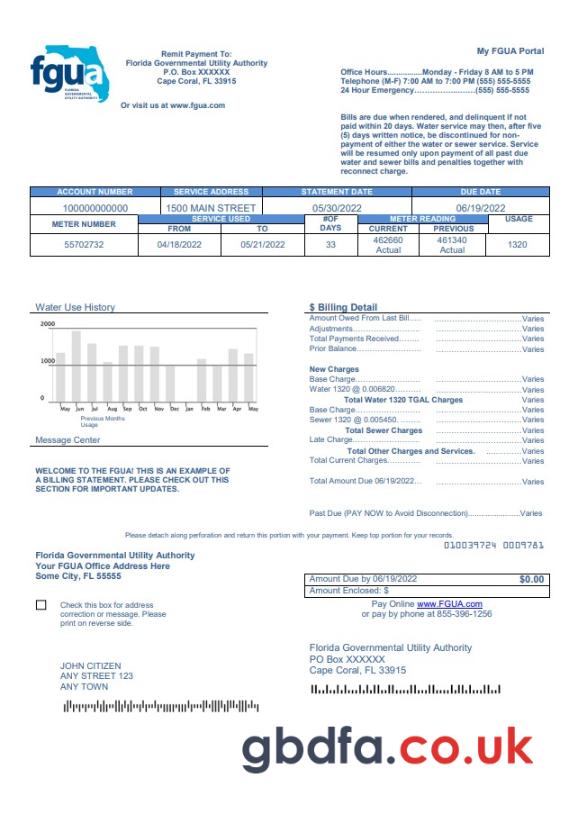 fgua
FLORIDA
GOVERNMENTAL
UTILITY AUTHORITY
Remit Payment To:
Florida Governmental Utility Authority
P.O. Box XXXXXX
Cape Coral, FL 33915
Or visit us at www.fgua.com
My FGUA Portal
Office Hours...............Monday - Friday 8 AM to 5 PM
Telephone (M-F) 7:00 AM to 7:00 PM (555) 555-5555
24 Hour Emergency......................(555) 555-5555
Bills are due when rendered, and delinquent if not
paid within 20 days. Water service may then, after five
(5) days written notice, be discontinued for non-
payment of either the water or sewer service. Service
will be resumed only upon payment of all past due
water and sewer bills and penalties together with
reconnect charge.
ACCOUNT NUMBER SERVICE ADDRESS STATEMENT DATE DUE DATE
100000000000 1500 MAIN STREET 05/30/2022 06/19/2022
METER NUMBER SERVICE USED #OF DAYS METER READING USAGE
FROM TO CURRENT PREVIOUS
55702732 04/18/2022 05/21/2022 33 462660 Actual 461340 Actual 1320
Water Use History
2000
1000
0
May Jun Jul Aug Sep Oct Nov Dec Jan Feb Mar Apr May
Previous Months
Usage
Message Center
WELCOME TO THE FGUA! THIS IS AN EXAMPLE OF
A BILLING STATEMENT. PLEASE CHECK OUT THIS
SECTION FOR IMPORTANT UPDATES.
$ Billing Detail
Amount Owed From Last Bill..... ................................Varies
Adjustments............................ ................................Varies
Total Payments Received........ ................................Varies
Prior Balance........................... ................................Varies
New Charges
Base Charge........................... ................................Varies
Water 1320 @ 0.006820.......... ................................Varies
Total Water 1320 TGAL Charges Varies
Base Charge........................... ................................Varies
Sewer 1320 @ 0.005450......... ................................Varies
Total Sewer Charges Varies
Late Charge............................ ................................Varies
Total Other Charges and Services. .............Varies
Total Current Charges............. ................................Varies
Total Amount Due 06/19/2022... ................................Varies
Past Due (PAY NOW to Avoid Disconnection)....................Varies
Please detach along perforation and return this portion with your payment. Keep top portion for your records.
010039724 0009781
Florida Governmental Utility Authority
Your FGUA Office Address Here
Some City, FL 55555
Check this box for address
correction or message. Please
print on reverse side.
Amount Due by 06/19/2022 $0.00
Amount Enclosed: $
Pay Online www.FGUA.com
or pay by phone at 855-396-1256
JOHN CITIZEN
ANY STREET 123
ANY TOWN
Florida Governmental Utility Authority
PO Box XXXXXX
Cape Coral, FL 33915
gbdfa.co.uk